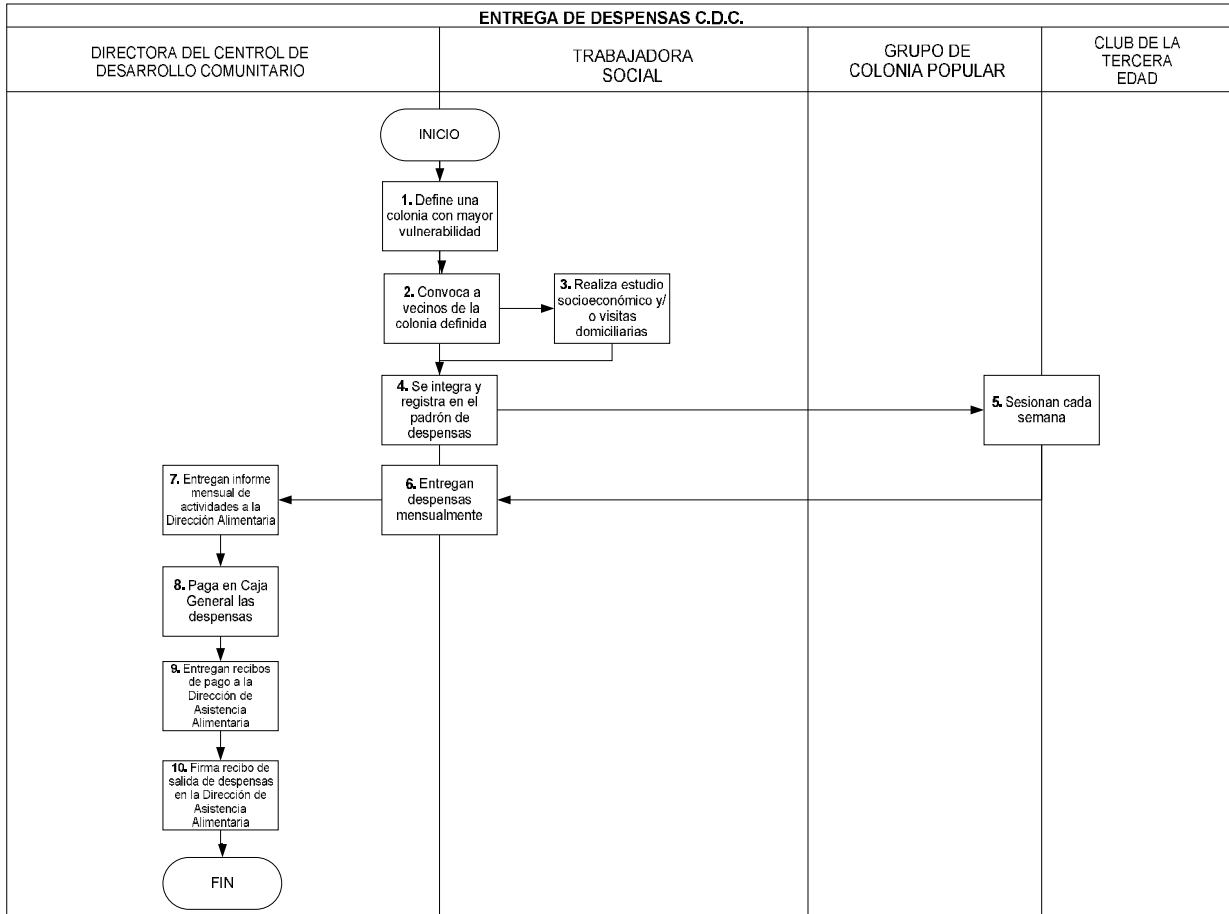 ENTREGA DE DESPENSAS C.D.C.
DIRECTORA DEL CENTROL DE
DESARROLLO COMUNITARIO
TRABAJADORA
SOCIAL
GRUPO DE
COLONIA POPULAR
CLUB DE LA
TERCERA
EDAD
INICIO
1. Define una
colonia con mayor
vulnerabilidad
2. Convoca a
vecinos de la
colonia definida
3. Realiza estudio
socioeconómico y/
o visitas
domiciliarias
4. Se integra y
registra en el
padrón de
despensas
5. Sesionan cada
semana
6. Entregan
despensas
mensualmente
7. Entregan informe
mensual de
actividades a la
Dirección Alimentaria
8. Paga en Caja
General las
despensas
9. Entregan recibos
de pago a la
Dirección de
Asistencia
Alimentaria
10. Firma recibo de
salida de despensas
en la Dirección de
Asistencia
Alimentaria
FIN